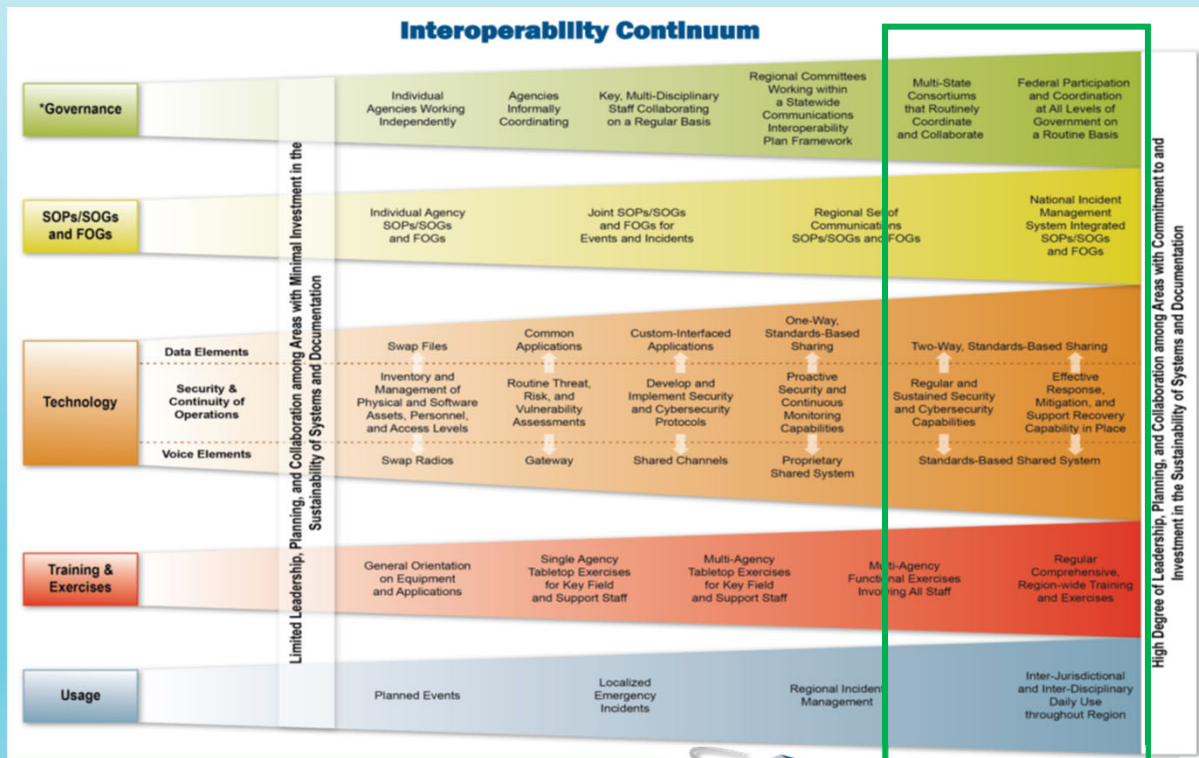 Interoperability Continuum
*Governance
Individual
Agencies Working
Independently
Agencies
Informally
Coordinating
Key, Multi-Disciplinary
Staff Collaborating
on a Regular Basis
Regional Committees
Working within
a Statewide
Communications
Interoperability
Plan Framework
Multi-State
Consortiums
that Routinely
Coordinate
and Collaborate
Federal Participation
and Coordination
at All Levels of
Government on
a Routine Basis
SOPs/SOGs
and FOGs
Individual Agency
SOPs/SOGs
and FOGs
Joint SOPs/SOGs
and FOGs for
Events and Incidents
Regional Set of
Communications
SOPs/SOGs and FOGs
National Incident
Management
System Integrated
SOPs/SOGs
and FOGs
Technology
Data Elements
Swap Files
Common
Applications
Custom-Interfaced
Applications
One-Way,
Standards-Based
Sharing
Two-Way, Standards-Based Sharing
Security &
Continuity of
Operations
Inventory and
Management of
Physical and Software
Assets, Personnel,
and Access Levels
Routine Threat,
Risk, and
Vulnerability
Assessments
Develop and
Implement Security
and Cybersecurity
Protocols
Proactive
Security and
Continuous
Monitoring
Capabilities
Regular and
Sustained Security
and Cybersecurity
Capabilities
Effective
Response,
Mitigation, and
Support Recovery
Capability in Place
Voice Elements
Swap Radios
Gateway
Shared Channels
Proprietary
Shared System
Standards-Based Shared System
Training &
Exercises
General Orientation
on Equipment
and Applications
Single Agency
Tabletop Exercises
for Key Field
and Support Staff
Multi-Agency
Tabletop Exercises
for Key Field
and Support Staff
Multi-Agency
Functional Exercises
Involving All Staff
Regular
Comprehensive,
Region-wide Training
and Exercises
Usage
Planned Events
Localized
Emergency
Incidents
Regional Incident
Management
Inter-Jurisdictional
and Inter-Disciplinary
Daily Use
throughout Region
Limited Leadership, Planning, and Collaboration among Areas with Minimal Investment in the
Sustainability of Systems and Documentation
High Degree of Leadership, Planning, and Collaboration among Areas with Commitment to and
Investment in the Sustainability of Systems and Documentation